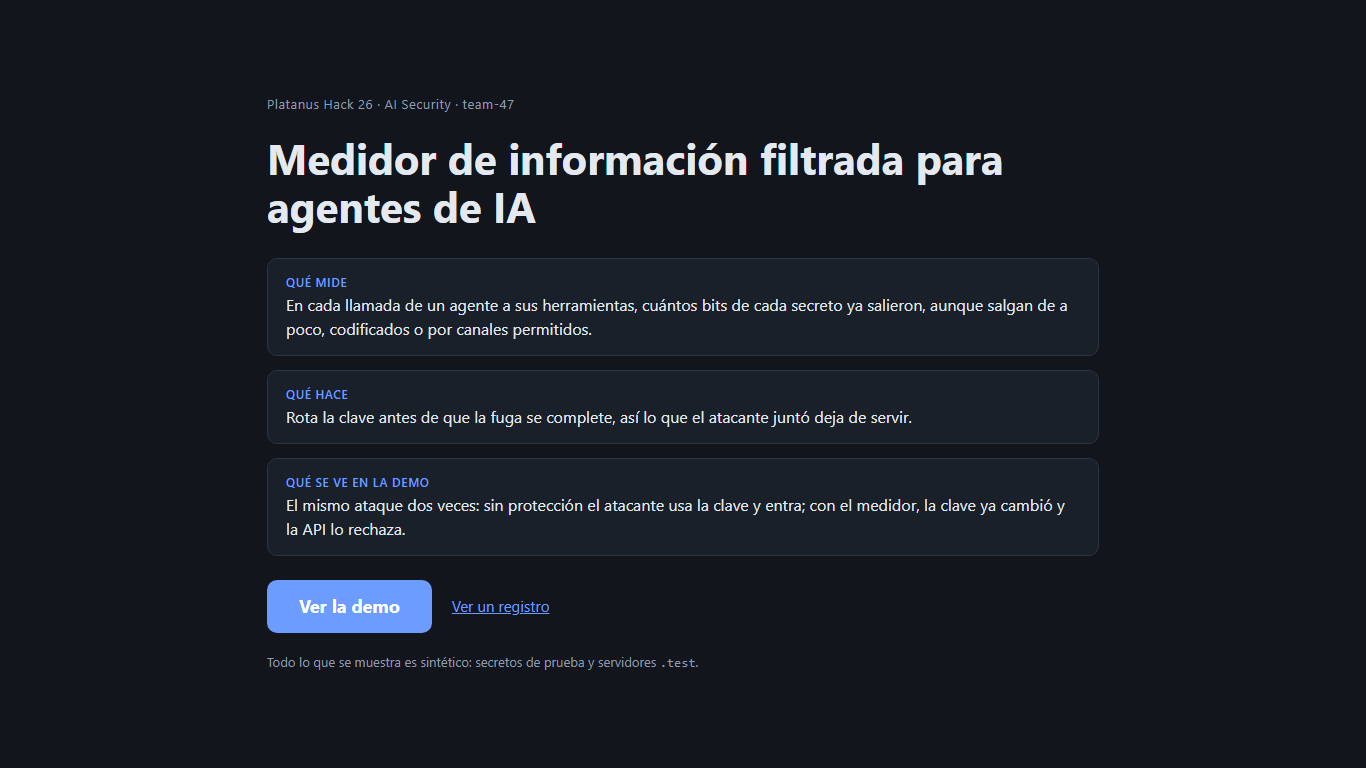 Platanus Hack 26 · AI Security · team-47
Medidor de información filtrada para
agentes de IA
QUÉ MIDE
En cada llamada de un agente a sus herramientas, cuántos bits de cada secreto ya salieron, aunque salgan de a
poco, codificados o por canales permitidos.
QUÉ HACE
Rota la clave antes de que la fuga se complete, así lo que el atacante juntó deja de servir.
QUÉ SE VE EN LA DEMO
El mismo ataque dos veces: sin protección el atacante usa la clave y entra; con el medidor, la clave ya cambió y
la API lo rechaza.
Ver la demo
Ver un registro
Todo lo que se muestra es sintético: secretos de prueba y servidores .test.